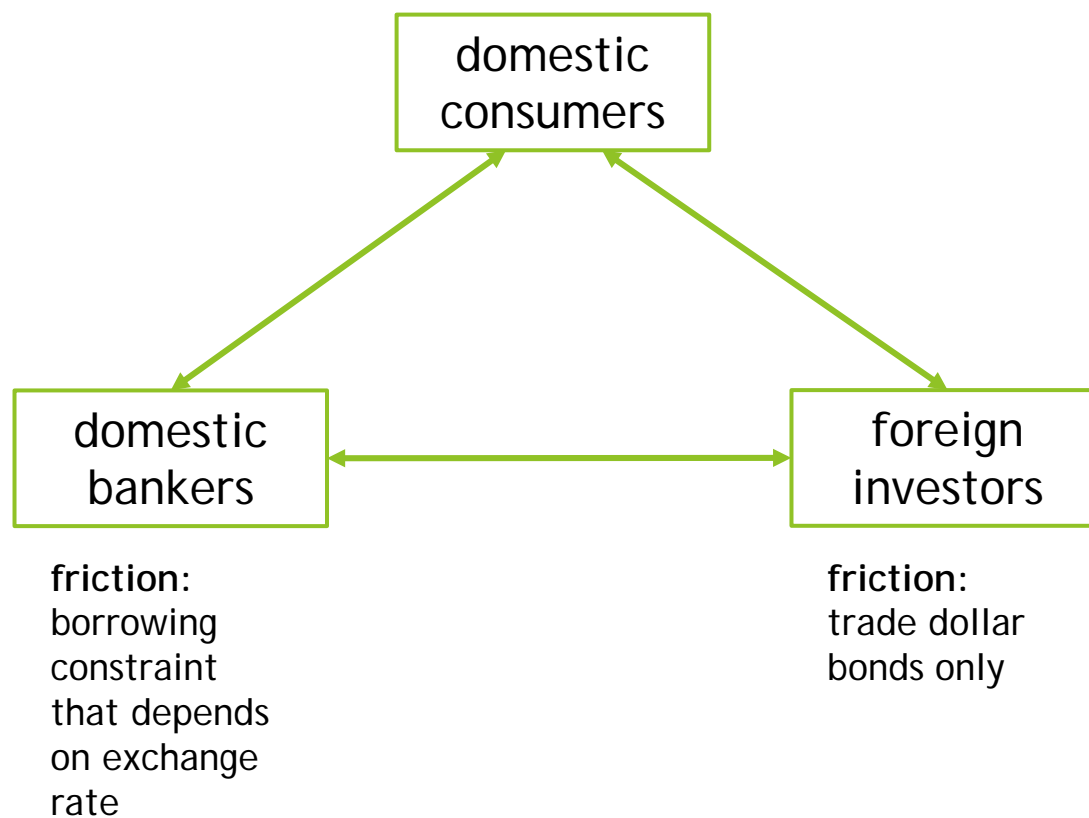 domestic
consumers
domestic
bankers
foreign
investors
friction:
borrowing
constraint
that depends
on exchange
rate
friction:
trade dollar
bonds only